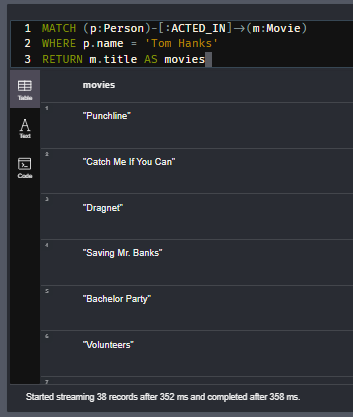 1 MATCH (p:Person)-[:ACTED_IN]->(m:Movie)
2 WHERE p.name = 'Tom Hanks'
3 RETURN m.title AS movies
Table
movies
1
"Punchline"
A
Text
2
"Catch Me If You Can"
Code
3
"Dragnet"
4
"Saving Mr. Banks"
5
"Bachelor Party"
6
"Volunteers"
7
Started streaming 38 records after 352 ms and completed after 358 ms.